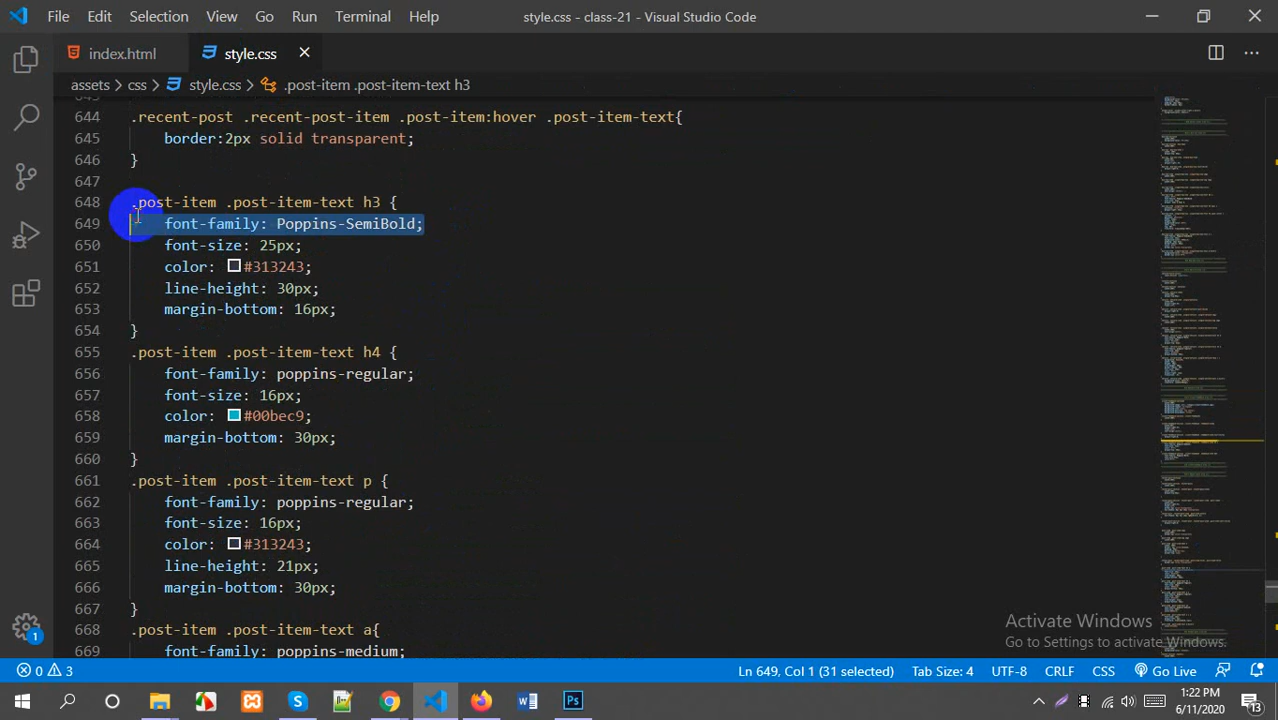 File Edit Selection View Go Run Terminal Help
style.css - class-21 - Visual Studio Code
index.html
style.css
assets > css > style.css > .post-item .post-item-text h3
644 .recent-post .recent-post-item .post-item:hover .post-item-text{
645 border:2px solid transparent;
646 }
647
648 .post-item .post-item-text h3 {
649 font-family: Poppins-SemiBold;
650 font-size: 25px;
651 color: #313243;
652 line-height: 30px;
653 margin-bottom: 16px;
654 }
655 .post-item .post-item-text h4 {
656 font-family: poppins-regular;
657 font-size: 16px;
658 color: #00bec9;
659 margin-bottom: 30px;
660 }
661 .post-item .post-item-text p {
662 font-family: poppins-regular;
663 font-size: 16px;
664 color: #313243;
665 line-height: 21px;
666 margin-bottom: 30px;
667 }
668 .post-item .post-item-text a{
669 font-family: poppins-medium;
Activate Windows
Go to Settings to activate Windows.
1
0 3 Ln 649, Col 1 (31 selected) Tab Size: 4 UTF-8 CRLF CSS Go Live
1:22 PM
6/11/2020
13